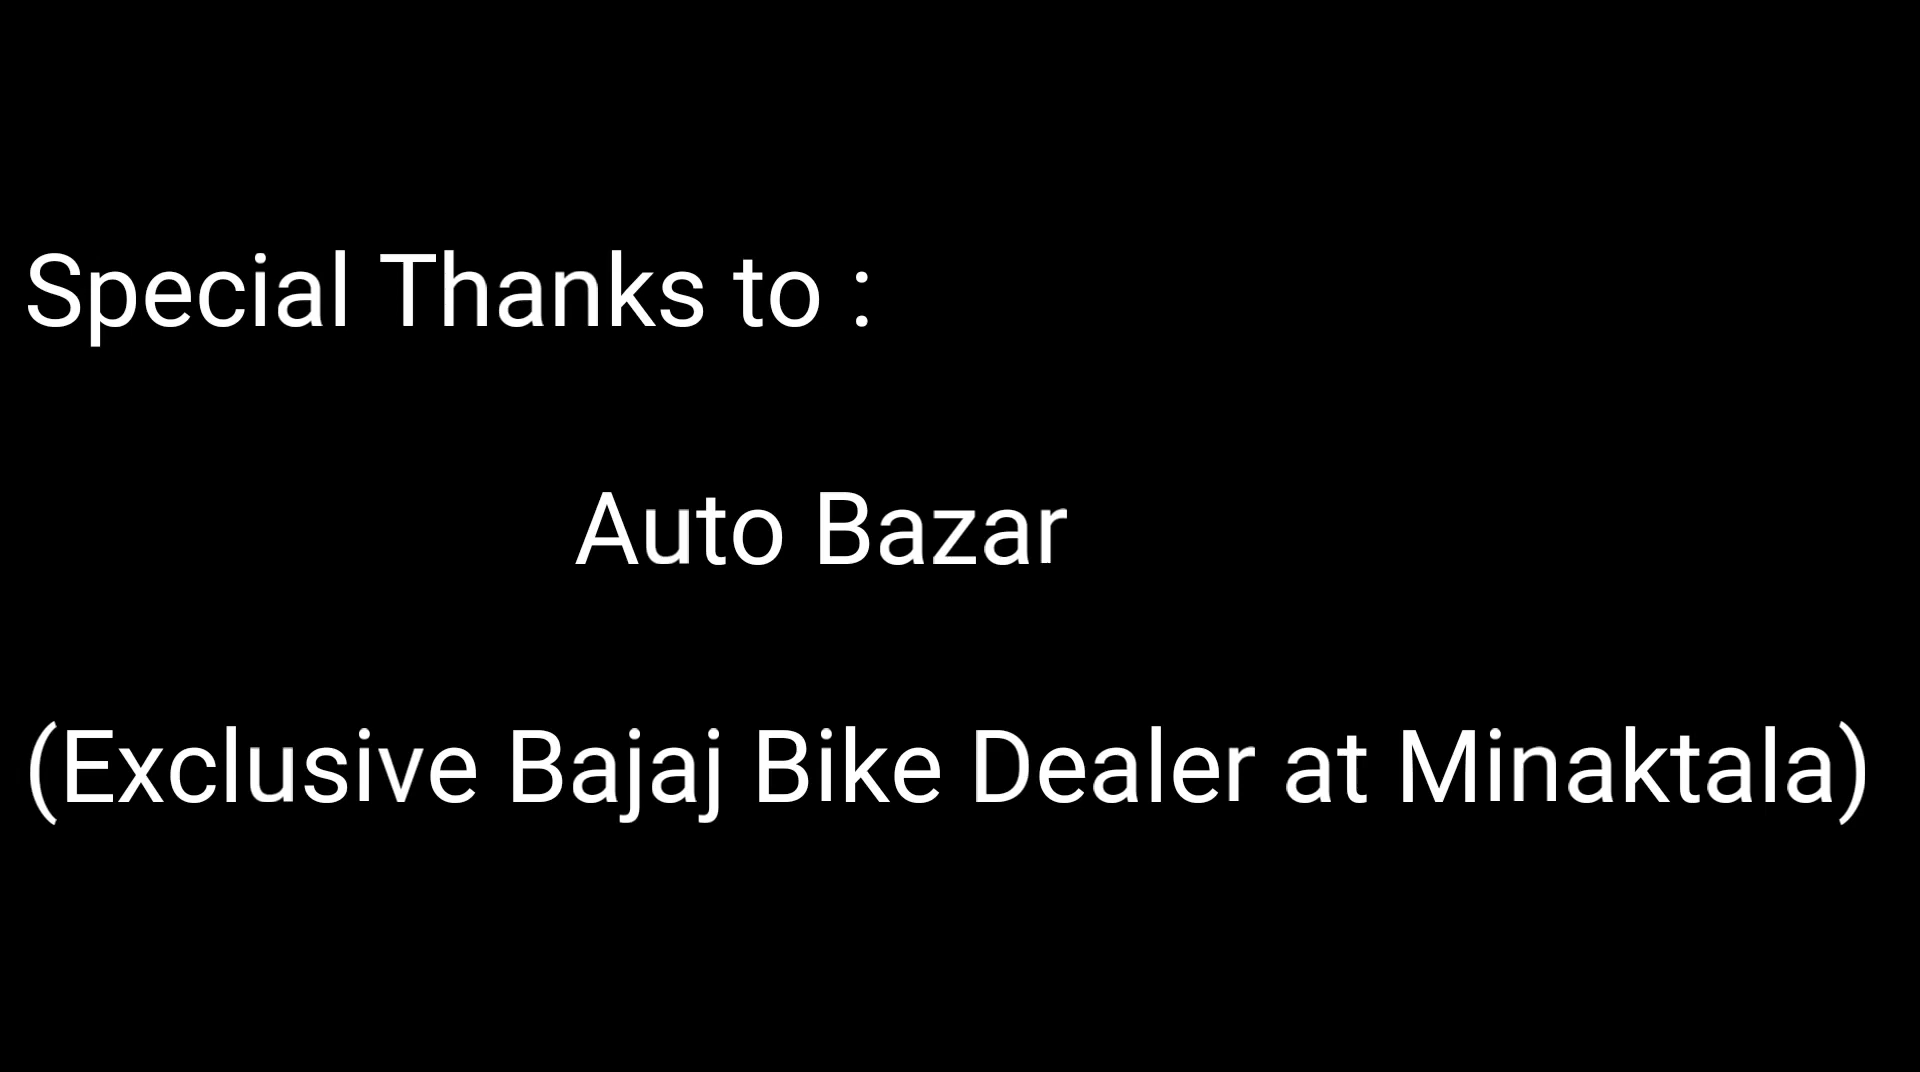 Special Thanks to :
Auto Bazar
(Exclusive Bajaj Bike Dealer at Minaktala)